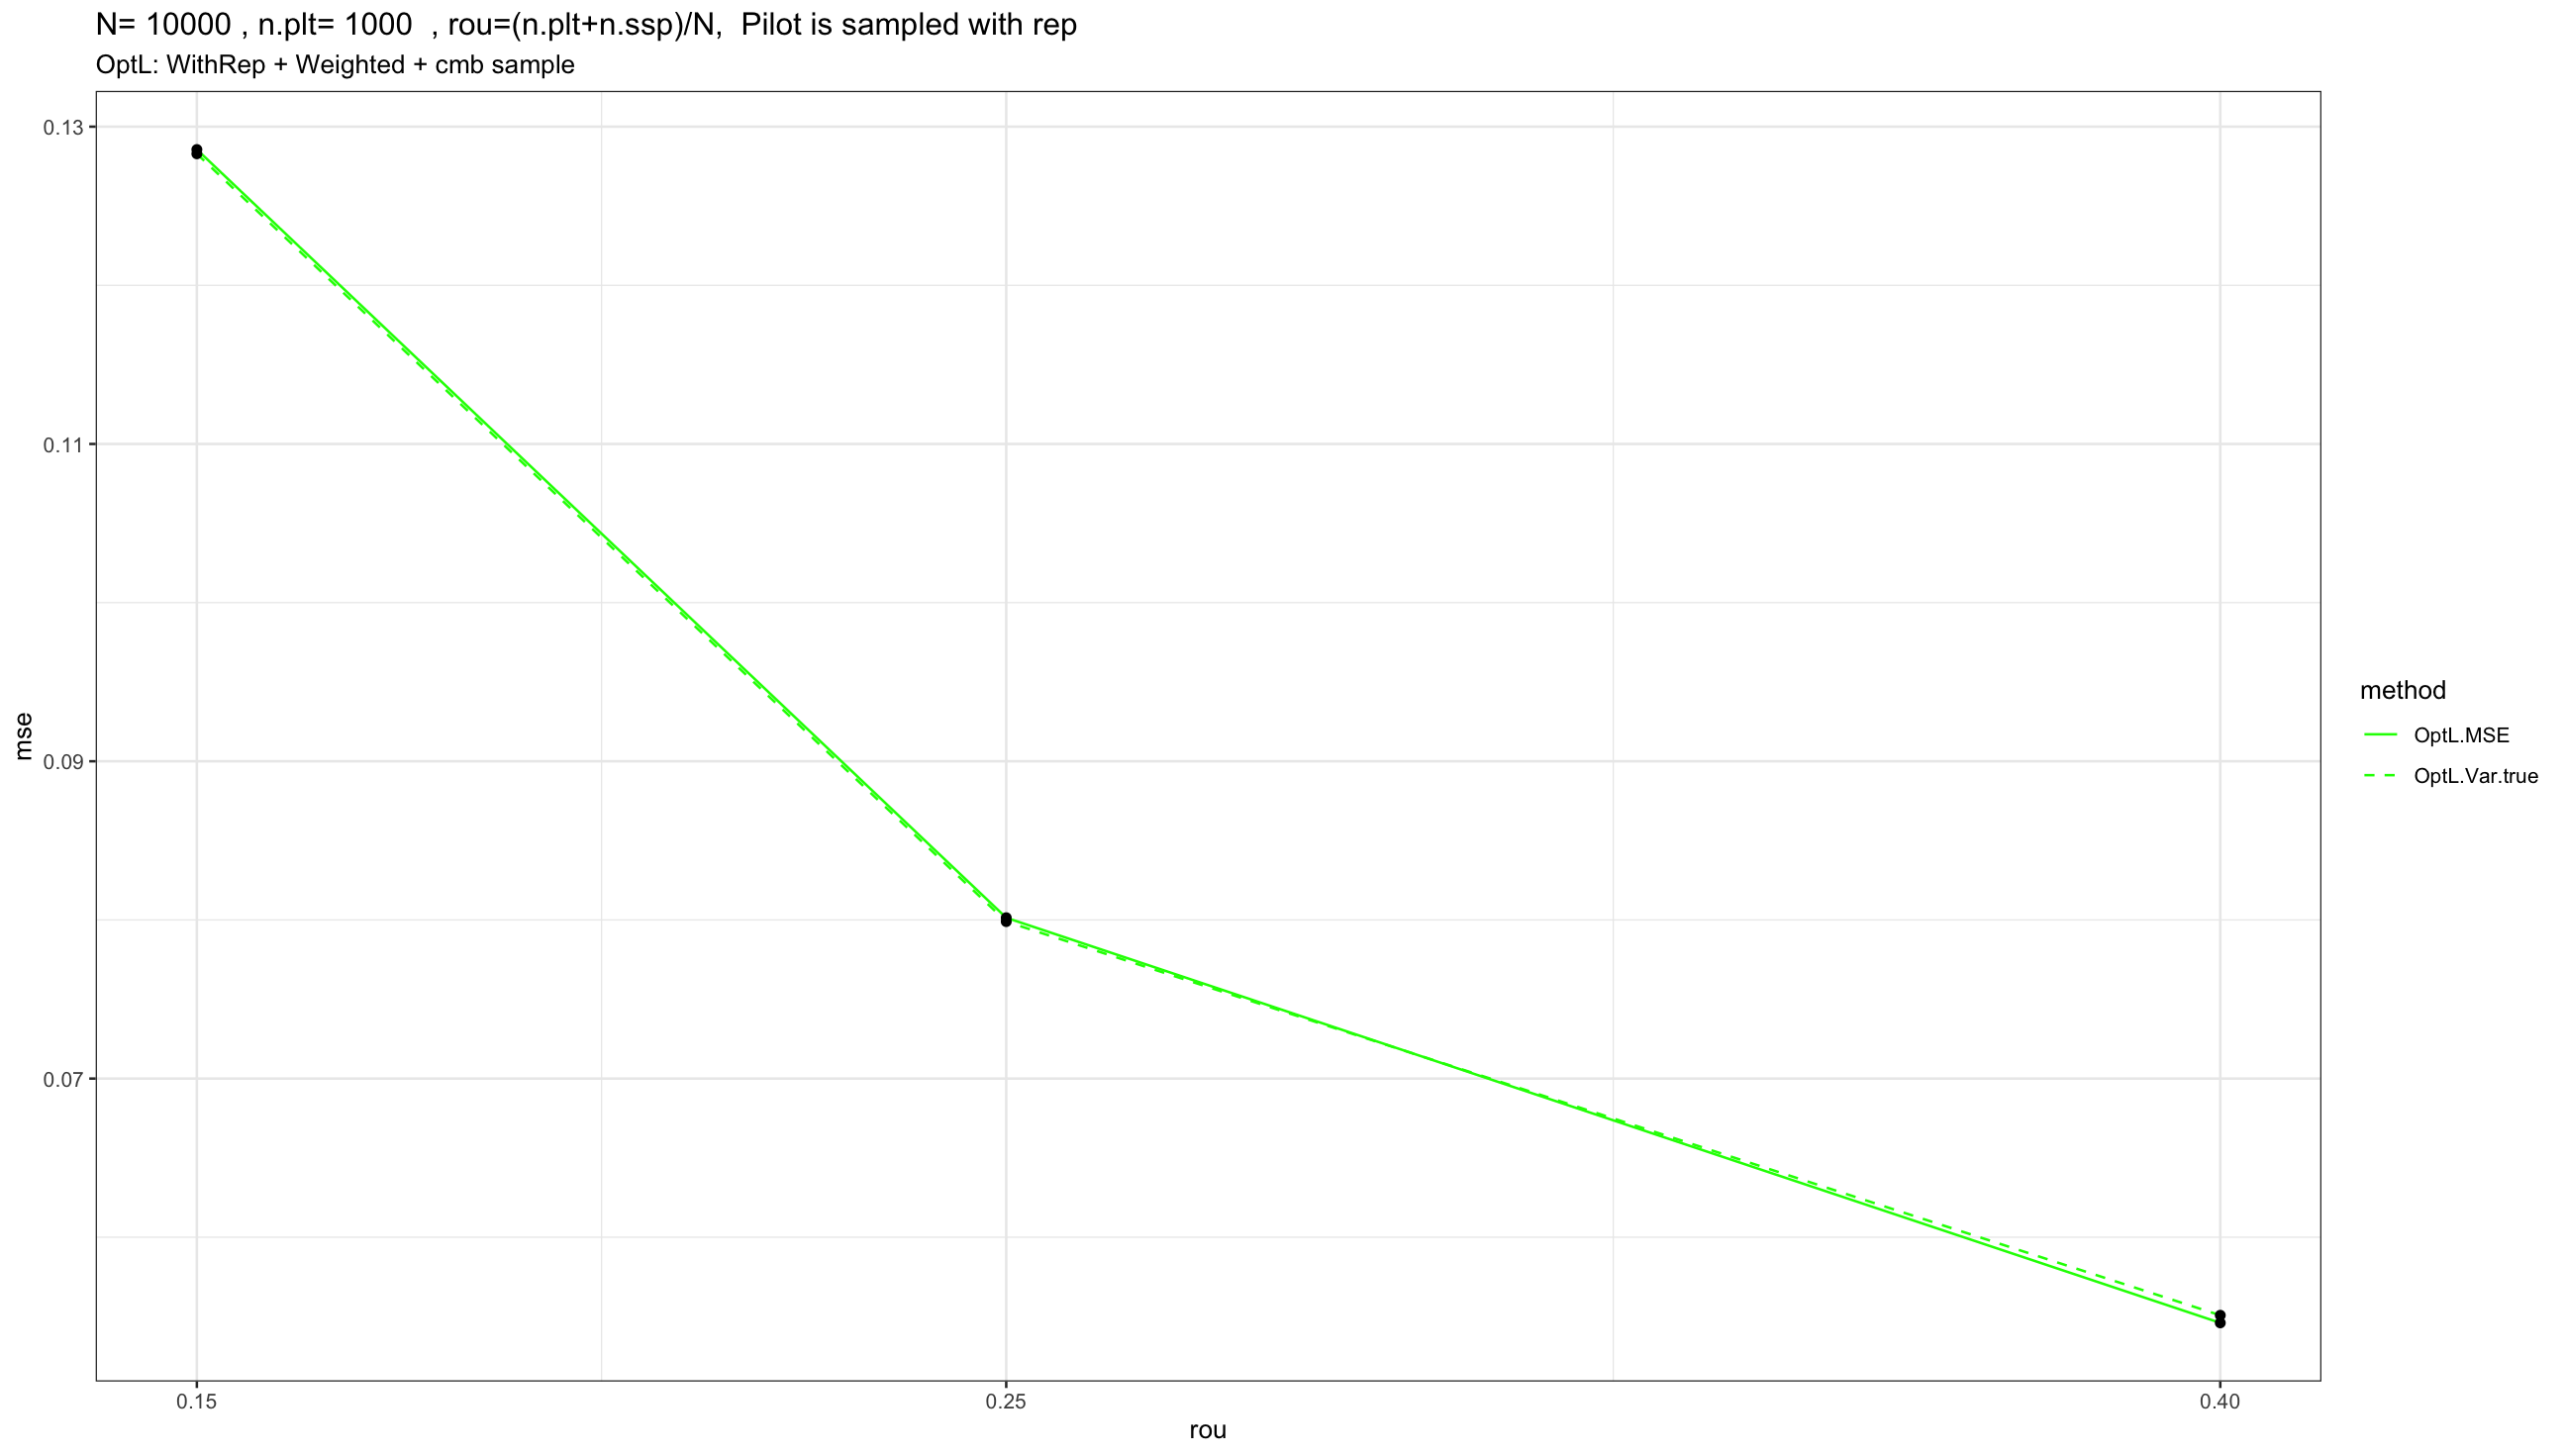 N= 10000 , n.plt= 1000  , rou=(n.plt+n.ssp)/N,  Pilot is sampled with rep
OptL: WithRep + Weighted + cmb sample
0.13
0.11
0.09
0.07
mse
0.15
0.25
0.40
rou
method
OptL.MSE
OptL.Var.true